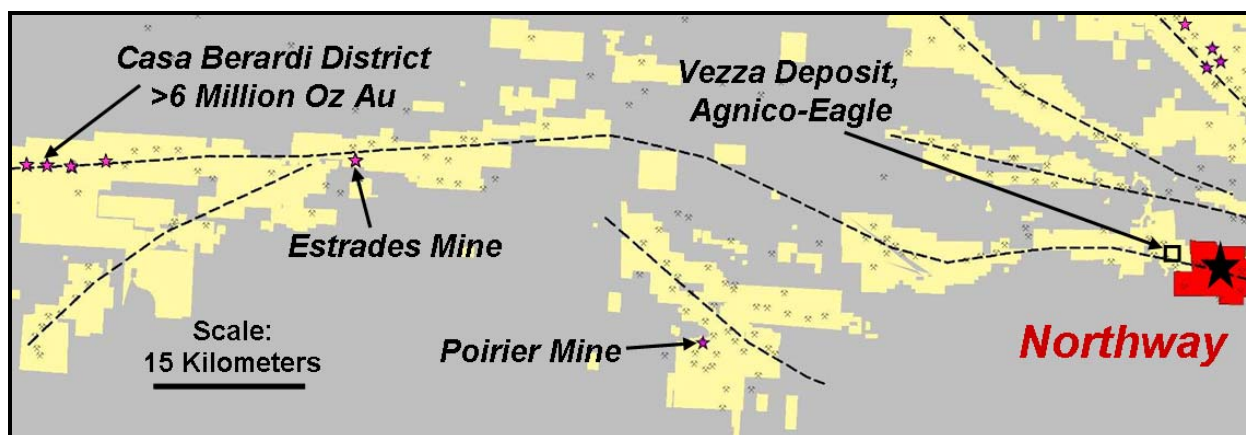 Casa Berardi District
>6 Million Oz Au
Vezza Deposit,
Agnico-Eagle
Estrades Mine
Scale:
15 Kilometers
Poirier Mine
Northway